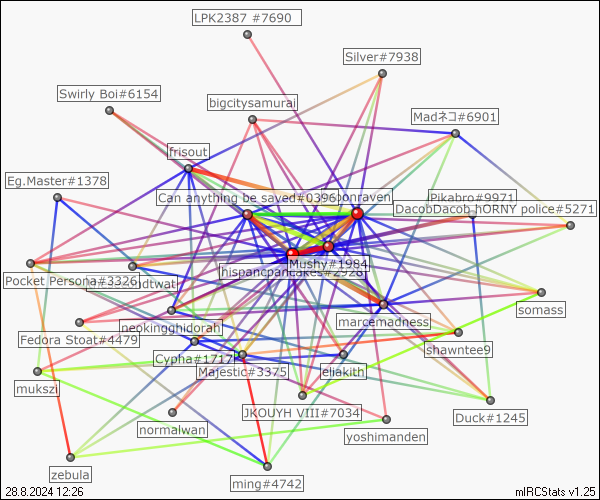 LPK2387 #7690
Silver#7938
Swirly Boi#6154
bigcitysamurai
Madネコ#6901
frisout
Eg.Master#1378
Can anything be saved#0396
onraven
Pikabro#9971
DacobDacob hORNY police#5271
Mushy#1984
hispancpancakes#2928
Pocket Persona#3326
dtwat
somass
neopkingghidorah
marcemadness
Fedora Stoat#4479
shawntee9
Cypha#1717
Majestic#3375
eliakith
mukszi
JKOUYH VIII#7034
Duck#1245
normalwan
yoshimanden
zebula
ming#4742
28.8.2024 12:26
mIRCStats v1.25